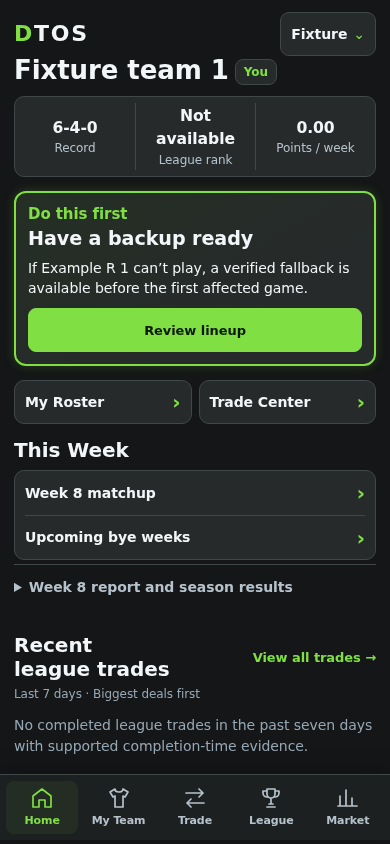 DTOS
Fixture ⌄
Fixture team 1 You
6-4-0
Record
Not
available
League rank
0.00
Points / week
Do this first
Have a backup ready
If Example R 1 can’t play, a verified fallback is
available before the first affected game.
Review lineup
My Roster ›
Trade Center ›
This Week
Week 8 matchup ›
Upcoming bye weeks ›
▶ Week 8 report and season results
Recent
league trades
View all trades →
Last 7 days · Biggest deals first
No completed league trades in the past seven days
with supported completion-time evidence.
Home
My Team
Trade
League
Market